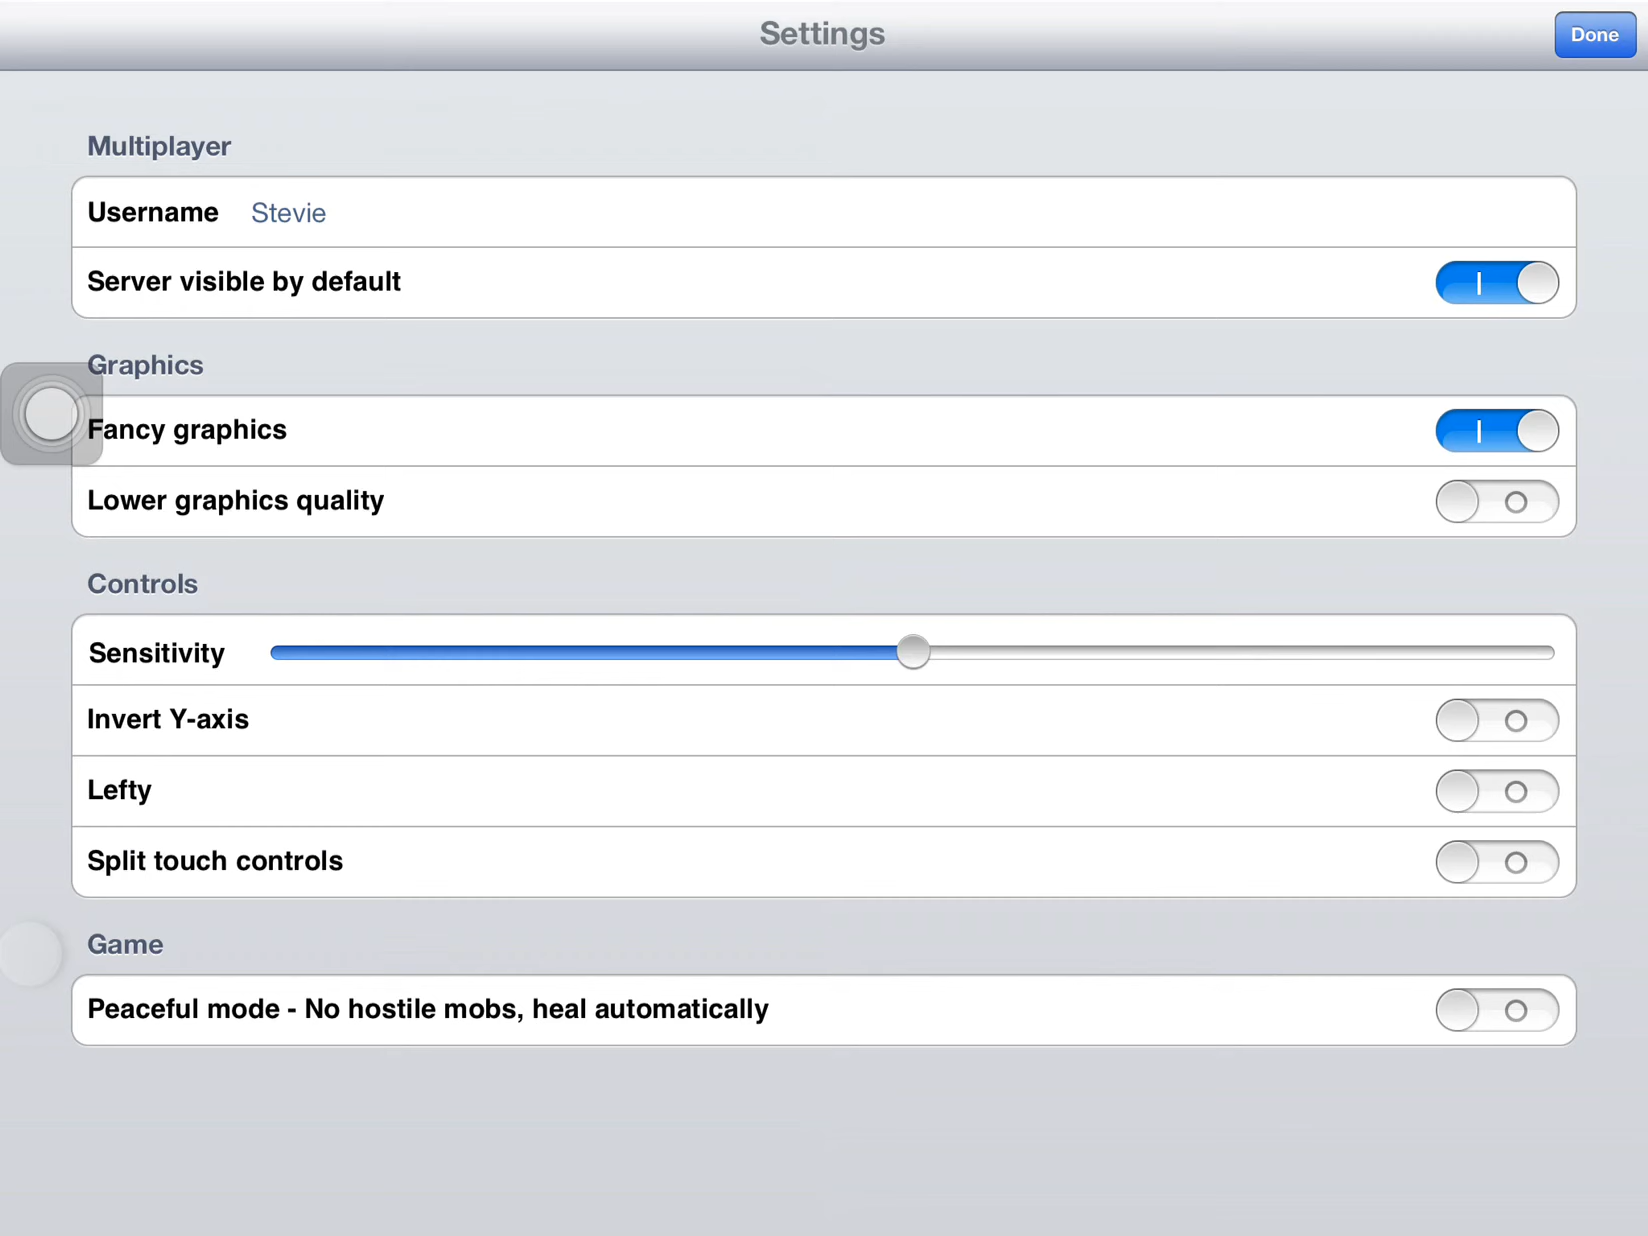 Settings
Done
Multiplayer
Username Stevie
Server visible by default
Graphics
Fancy graphics
Lower graphics quality
Controls
Sensitivity
Invert Y-axis
Lefty
Split touch controls
Game
Peaceful mode - No hostile mobs, heal automatically